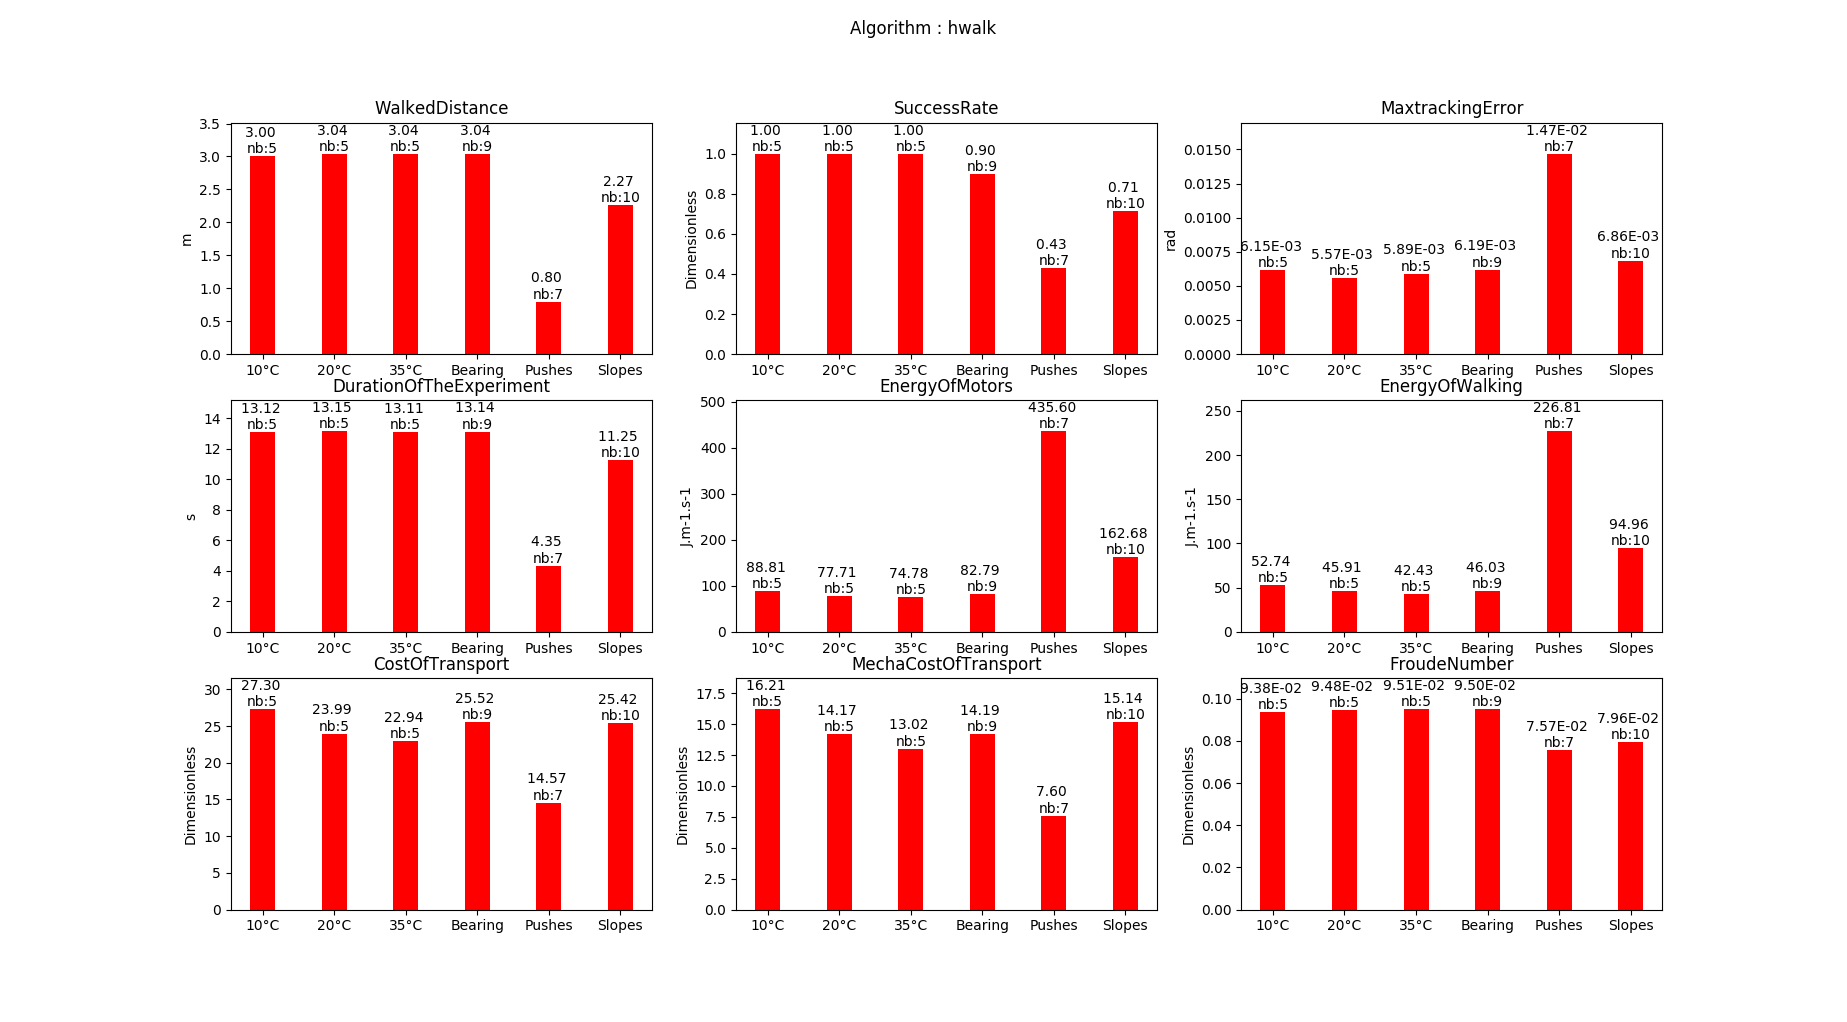 Algorithm : hwalk
WalkedDistance
3.5
3.0
2.5
2.0
1.5
1.0
0.5
0.0
m
3.00
nb:5
3.04
nb:5
3.04
nb:5
3.04
nb:9
0.80
nb:7
2.27
nb:10
10°C 20°C 35°C Bearing Pushes Slopes
SuccessRate
1.0
0.8
0.6
0.4
0.2
0.0
Dimensionless
1.00
nb:5
1.00
nb:5
1.00
nb:5
0.90
nb:9
0.43
nb:7
0.71
nb:10
10°C 20°C 35°C Bearing Pushes Slopes
MaxtrackingError
0.0150
0.0125
0.0100
0.0075
0.0050
0.0025
0.0000
rad
6.15E-03
nb:5
5.57E-03
nb:5
5.89E-03
nb:5
6.19E-03
nb:9
1.47E-02
nb:7
6.86E-03
nb:10
10°C 20°C 35°C Bearing Pushes Slopes
DurationOfTheExperiment
14
12
10
8
6
4
2
0
s
13.12
nb:5
13.15
nb:5
13.11
nb:5
13.14
nb:9
4.35
nb:7
11.25
nb:10
10°C 20°C 35°C Bearing Pushes Slopes
EnergyOfMotors
500
400
300
200
100
0
J.m-1.s-1
88.81
nb:5
77.71
nb:5
74.78
nb:5
82.79
nb:9
435.60
nb:7
162.68
nb:10
10°C 20°C 35°C Bearing Pushes Slopes
EnergyOfWalking
250
200
150
100
50
0
J.m-1.s-1
52.74
nb:5
45.91
nb:5
42.43
nb:5
46.03
nb:9
226.81
nb:7
94.96
nb:10
10°C 20°C 35°C Bearing Pushes Slopes
CostOfTransport
30
25
20
15
10
5
0
Dimensionless
27.30
nb:5
23.99
nb:5
22.94
nb:5
25.52
nb:9
14.57
nb:7
25.42
nb:10
10°C 20°C 35°C Bearing Pushes Slopes
MechaCostOfTransport
17.5
15.0
12.5
10.0
7.5
5.0
2.5
0.0
Dimensionless
16.21
nb:5
14.17
nb:5
13.02
nb:5
14.19
nb:9
7.60
nb:7
15.14
nb:10
10°C 20°C 35°C Bearing Pushes Slopes
FroudeNumber
0.10
0.08
0.06
0.04
0.02
0.00
Dimensionless
9.38E-02
nb:5
9.48E-02
nb:5
9.51E-02
nb:5
9.50E-02
nb:9
7.57E-02
nb:7
7.96E-02
nb:10
10°C 20°C 35°C Bearing Pushes Slopes